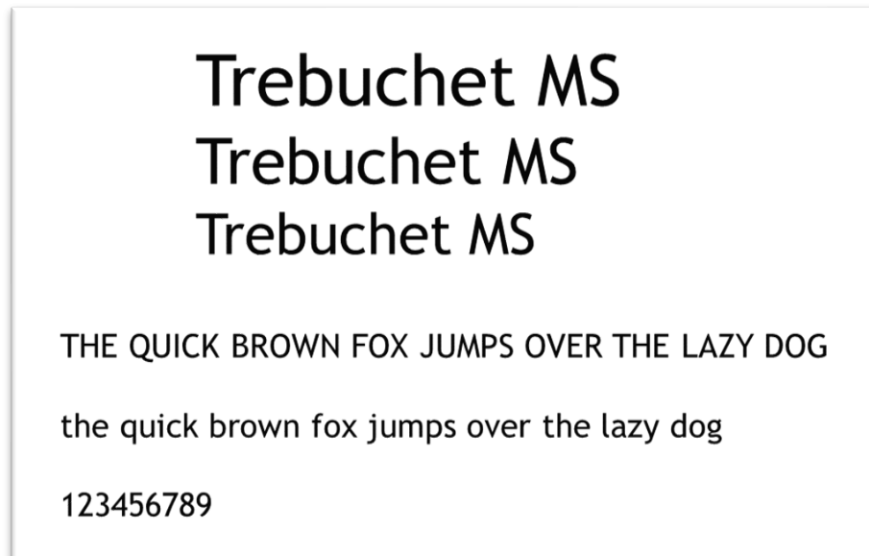 Trebuchet MS
Trebuchet MS
Trebuchet MS
THE QUICK BROWN FOX JUMPS OVER THE LAZY DOG
the quick brown fox jumps over the lazy dog
123456789